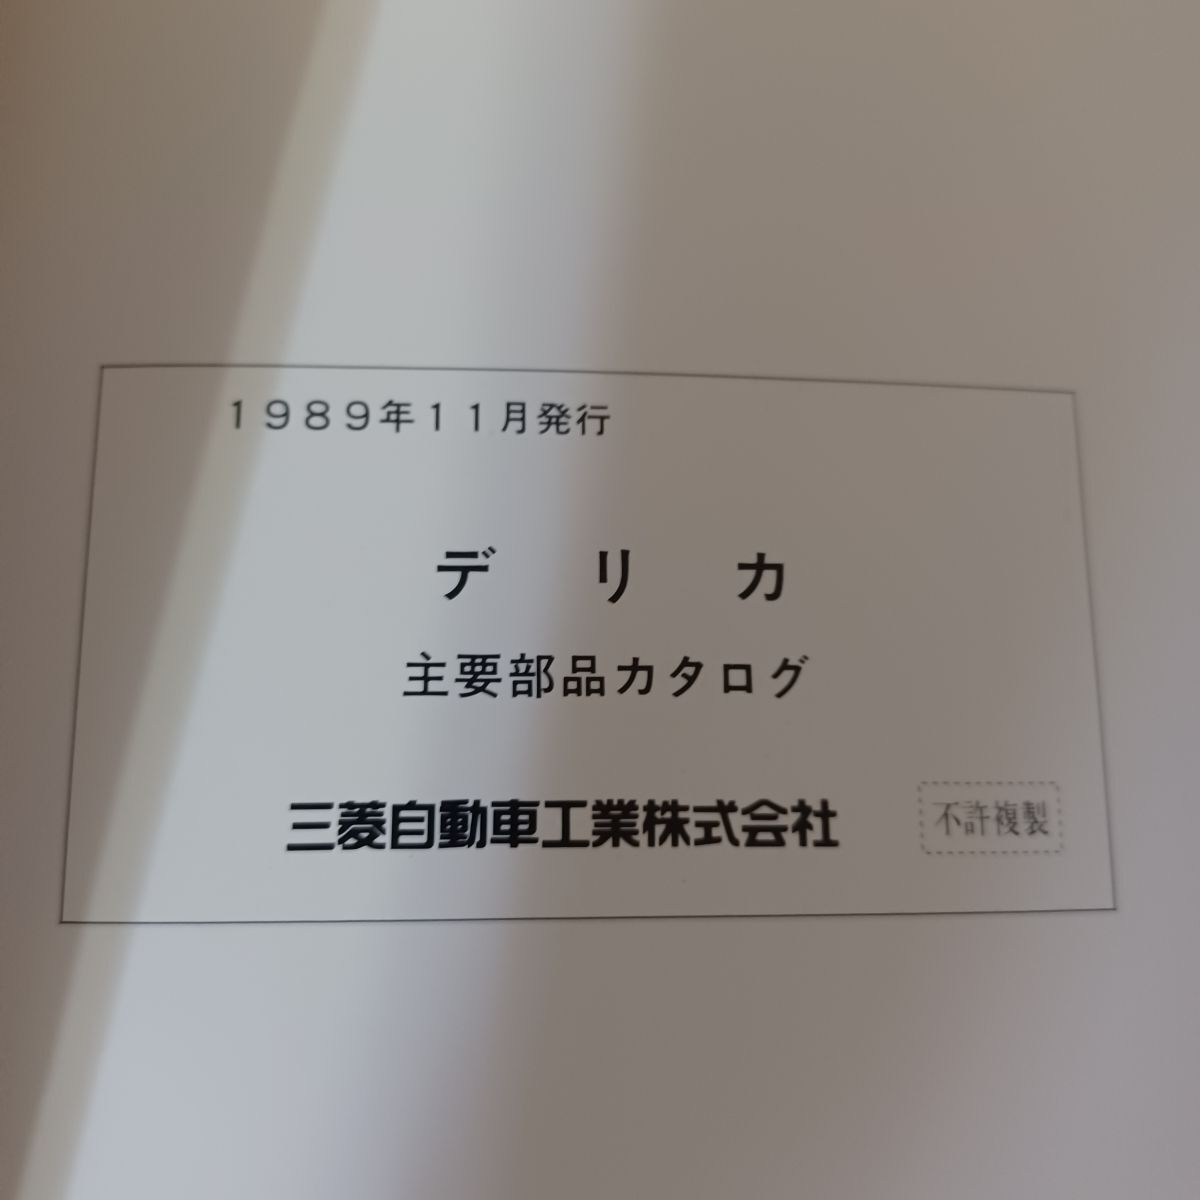 １９８９年１１月発行
デリカ
主要部品カタログ
三菱自動車工業株式会社
不許複製